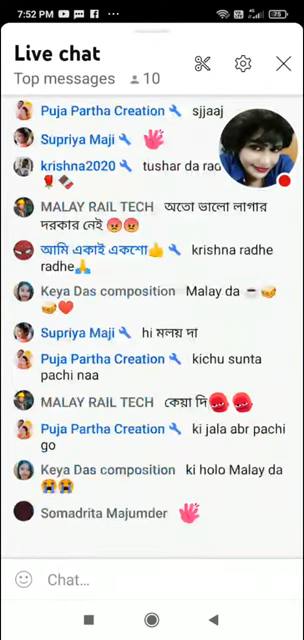 7:52 PM
75
Live chat
Top messages 10
Puja Partha Creation sjjaaj
Supriya Maji
krishna2020 tushar da rad
MALAY RAIL TECH অতো ভালো লাগার
দরকার নেই 😡😡
আমি একাই একশো👍 krishna radhe
radhe🙏
Keya Das composition Malay da ☕🥪
🥪❤️
Supriya Maji hi মলয় দা
Puja Partha Creation kichu sunta
pachi naa
MALAY RAIL TECH কেয়া দি
Puja Partha Creation ki jala abr pachi
go
Keya Das composition ki holo Malay da
😭😭
Somadrita Majumder
Chat...